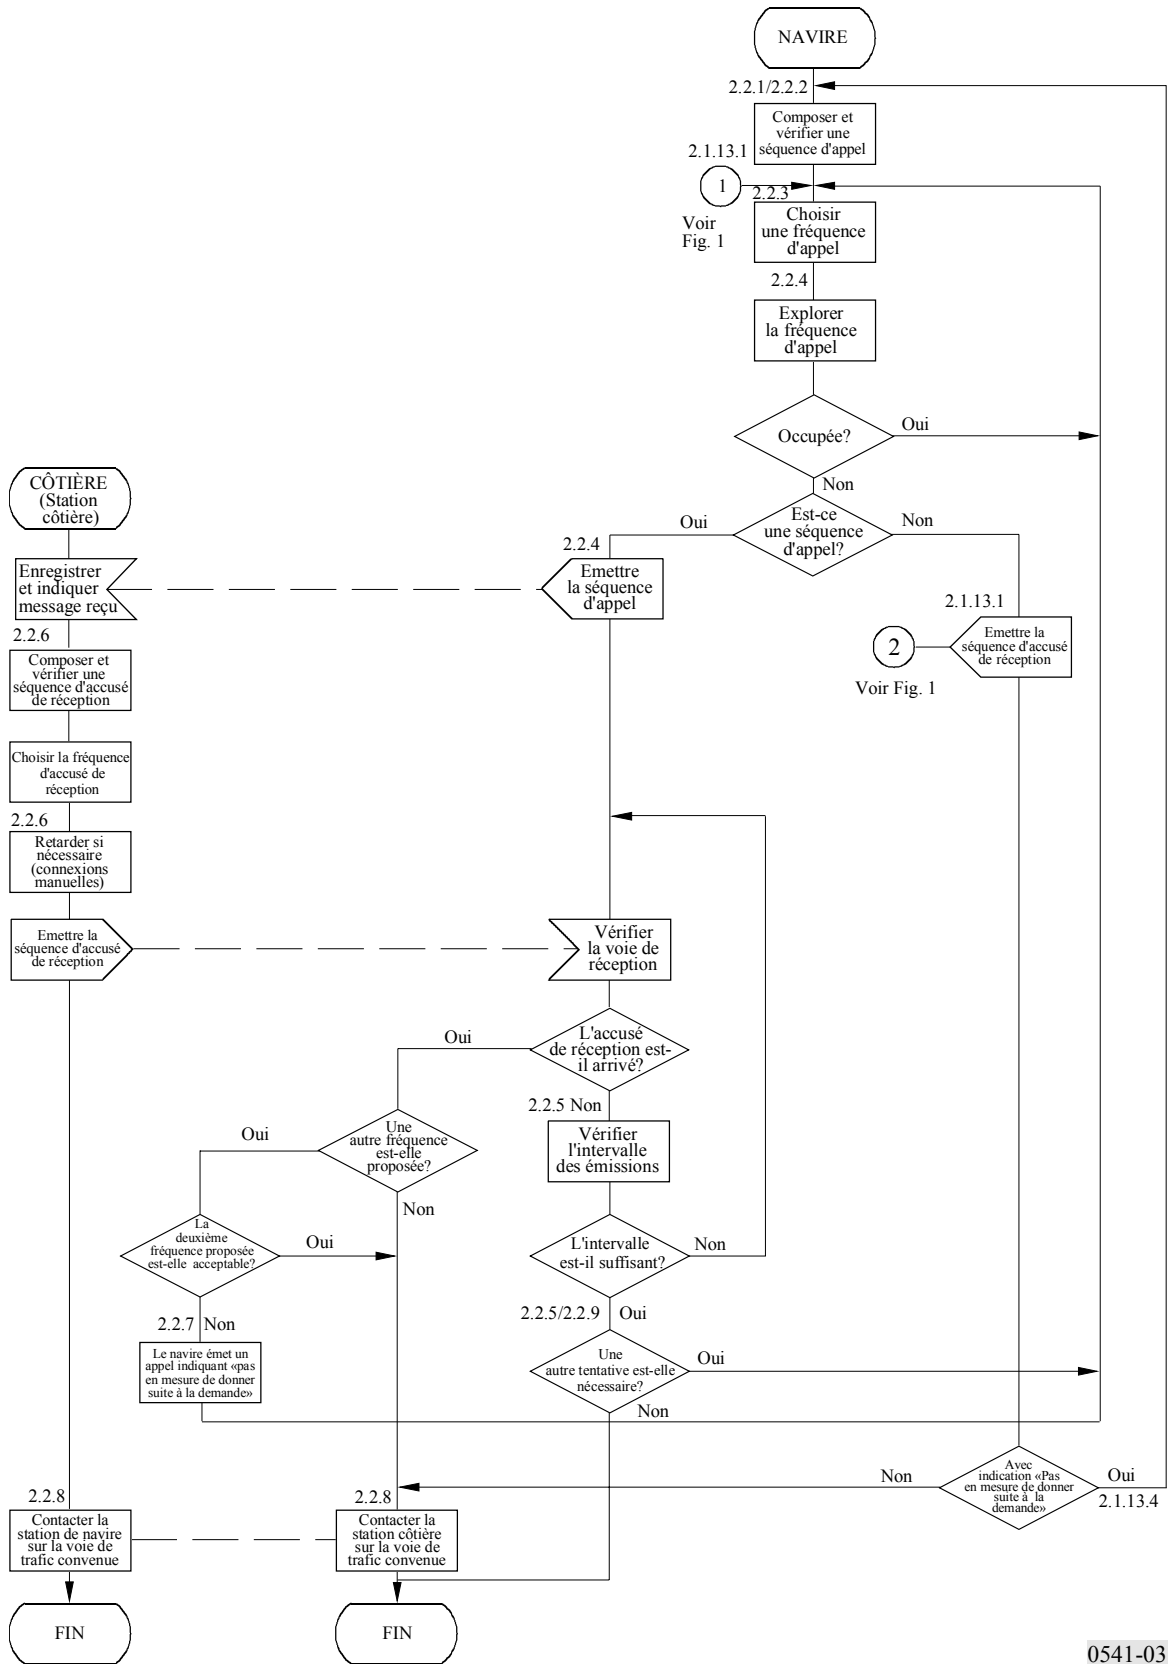 NAVIRE
2.2.1/2.2.2
Composer et
vérifier une
séquence d'appel
2.1.13.1
1
2.2.3
Voir
Fig. 1
Choisir
une fréquence
d'appel
2.2.4
Explorer
la fréquence
d'appel
Occupée?
Oui
Non
Est-ce
une séquence
d'appel?
Oui
Non
CÔTIÈRE
(Station
côtière)
Enregistrer
et indiquer
message reçu
2.2.4
Emettre
la séquence
d'appel
2.1.13.1
Emettre la
séquence d'accusé
de réception
2
Voir Fig. 1
2.2.6
Composer et
vérifier une
séquence d'accusé
de réception
Choisir la fréquence
d'accusé de
réception
2.2.6
Retarder si
nécessaire
(connexions
manuelles)
Emettre la
séquence d'accusé
de réception
Vérifier
la voie de
réception
L'accusé
de réception est-
il arrivé?
Oui
2.2.5 Non
Une
autre fréquence
est-elle
proposée?
Oui
Non
Vérifier
l'intervalle
des émissions
La
deuxième
fréquence proposée
est-elle acceptable?
Oui
L'intervalle
est-il suffisant?
Non
2.2.7 Non
2.2.5/2.2.9 Oui
Le navire émet un
appel indiquant «pas
en mesure de donner
suite à la demande»
Une
autre tentative est-elle
nécessaire?
Oui
Non
Avec
indication «Pas
en mesure de donner
suite à la
demande»
Non
Oui
2.1.13.4
2.2.8
Contacter la
station de navire
sur la voie de
trafic convenue
2.2.8
Contacter la
station côtière
sur la voie de
trafic convenue
FIN
FIN
0541-03